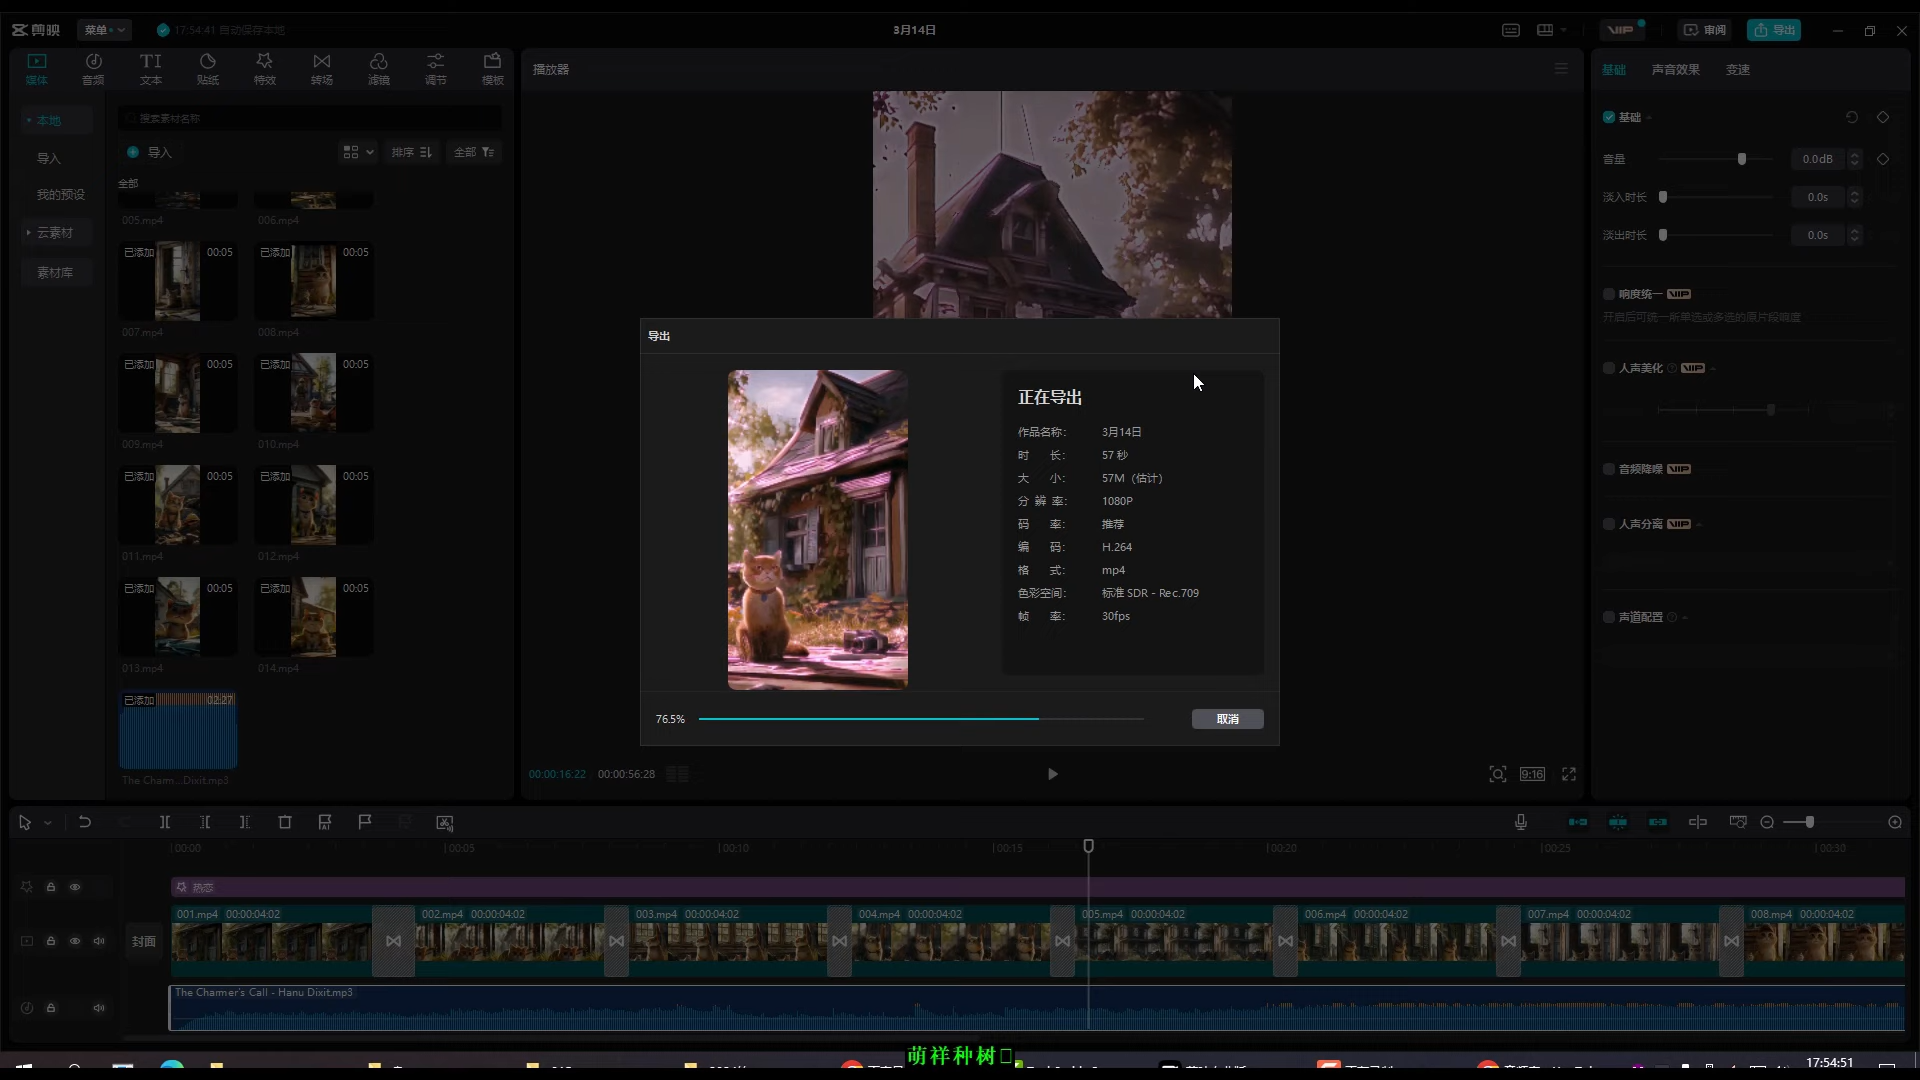 剪映
菜单
17:54:41 自动保存本地
3月14日
VIP
审阅
导出
媒体
音频
文本
贴纸
特效
转场
滤镜
调节
模板
播放器
基础
声音效果
变速
本地
导入
我的预设
云素材
素材库
搜索素材名称
导入
排序
全部
全部
005.mp4
006.mp4
已添加 00:05
已添加 00:05
007.mp4
008.mp4
已添加 00:05
已添加 00:05
009.mp4
010.mp4
已添加 00:05
已添加 00:05
011.mp4
012.mp4
已添加 00:05
已添加 00:05
013.mp4
014.mp4
已添加 02:27
The Charm...Dixit.mp3
基础
音量 0.0dB
淡入时长 0.0s
淡出时长 0.0s
响度统一 VIP
开启后可统一所单选或多选的原片段响度
人声美化 VIP
音频降噪 VIP
人声分离 VIP
声道配置
导出
正在导出
作品名称: 3月14日
时 长: 57 秒
大 小: 57M (估计)
分 辨 率: 1080P
码 率: 推荐
编 码: H.264
格 式: mp4
色彩空间: 标准 SDR - Rec.709
帧 率: 30fps
76.5%
取消
00:00:16:22 00:00:56:28
9:16
00:00 00:05 00:10 00:15 00:20 00:25 00:30
热恋
封面
001.mp4 00:00:04:02
002.mp4 00:00:04:02
003.mp4 00:00:04:02
004.mp4 00:00:04:02
005.mp4 00:00:04:02
006.mp4 00:00:04:02
007.mp4 00:00:04:02
008.mp4 00:00:04:02
The Charmer's Call - Hanu Dixit.mp3
萌祥种树
17:54:51